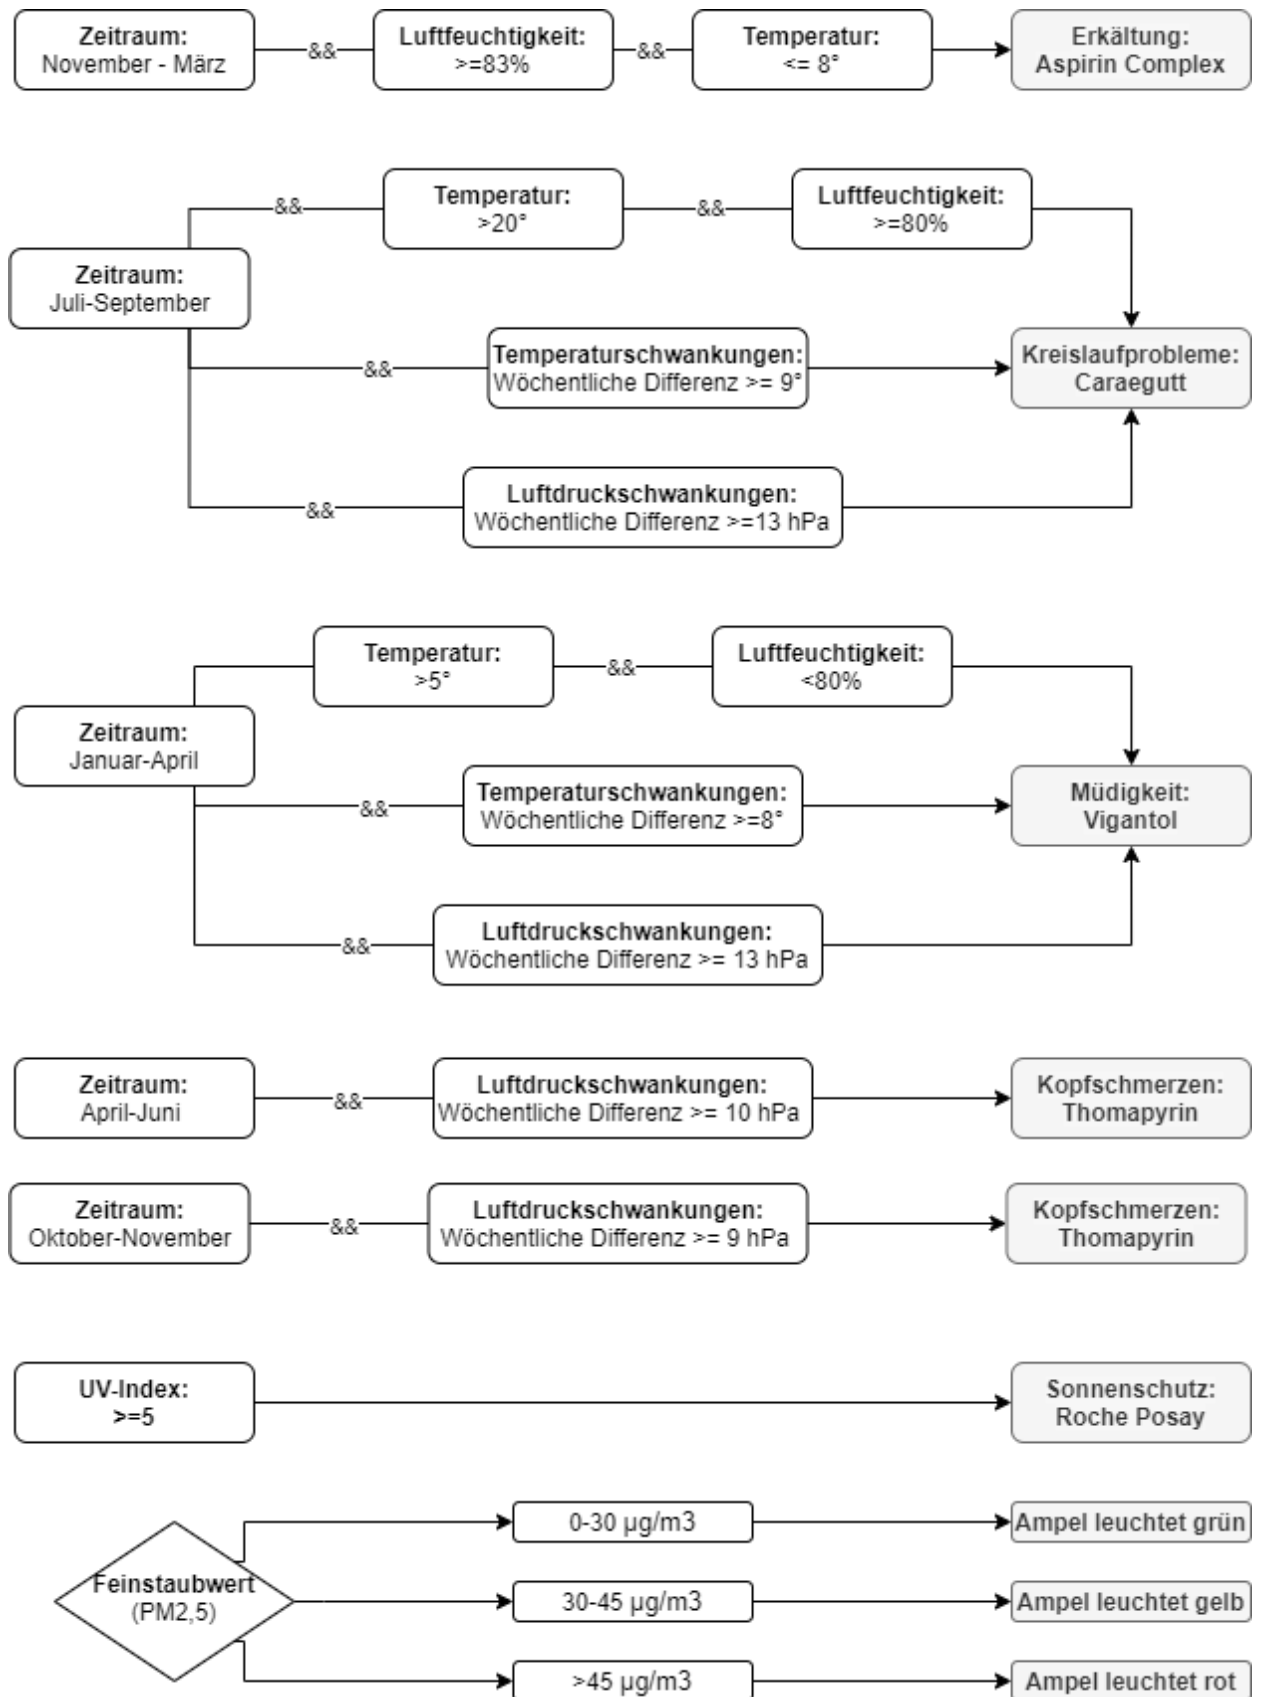 Zeitraum:
November - März
&&
Luftfeuchtigkeit:
>=83%
&&
Temperatur:
<= 8°
Erkältung:
Aspirin Complex
Zeitraum:
Juli-September
&&
Temperatur:
>20°
&&
Luftfeuchtigkeit:
>=80%
&&
Temperaturschwankungen:
Wöchentliche Differenz >= 9°
Kreislaufprobleme:
Caraegutt
&&
Luftdruckschwankungen:
Wöchentliche Differenz >=13 hPa
Zeitraum:
Januar-April
Temperatur:
>5°
&&
Luftfeuchtigkeit:
<80%
&&
Temperaturschwankungen:
Wöchentliche Differenz >=8°
Müdigkeit:
Vigantol
&&
Luftdruckschwankungen:
Wöchentliche Differenz >= 13 hPa
Zeitraum:
April-Juni
&&
Luftdruckschwankungen:
Wöchentliche Differenz >= 10 hPa
Kopfschmerzen:
Thomapyrin
Zeitraum:
Oktober-November
&&
Luftdruckschwankungen:
Wöchentliche Differenz >= 9 hPa
Kopfschmerzen:
Thomapyrin
UV-Index:
>=5
Sonnenschutz:
Roche Posay
Feinstaubwert
(PM2,5)
0-30 µg/m3
Ampel leuchtet grün
30-45 µg/m3
Ampel leuchtet gelb
>45 µg/m3
Ampel leuchtet rot